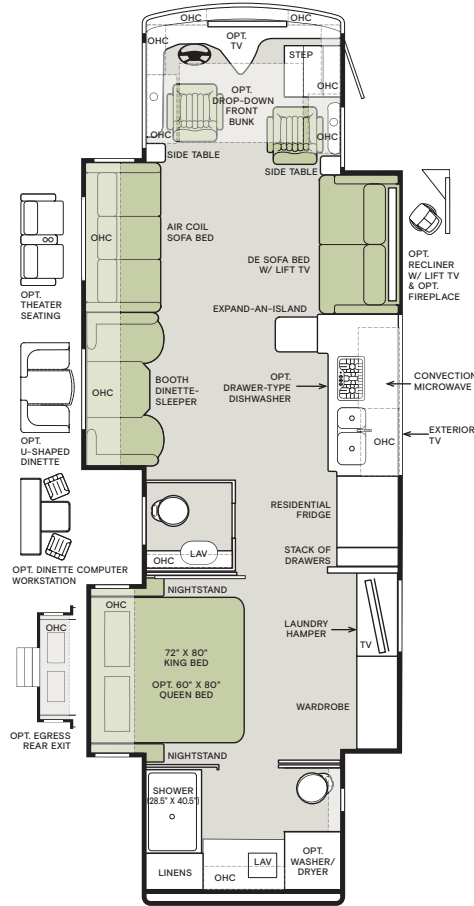 OHC
OHC
OHC
OPT.
TV
STEP
OHC
OPT.
DROP-DOWN
FRONT
BUNK
OHC
OHC
SIDE TABLE
SIDE TABLE
OHC
AIR COIL
SOFA BED
DE SOFA BED
W/ LIFT TV
OPT.
RECLINER
W/ LIFT TV
& OPT.
FIREPLACE
OPT.
THEATER
SEATING
EXPAND-AN-ISLAND
OHC
BOOTH
DINETTE-
SLEEPER
OPT.
DRAWER-TYPE
DISHWASHER
CONVECTION
MICROWAVE
OHC
EXTERIOR
TV
OPT.
U-SHAPED
DINETTE
RESIDENTIAL
FRIDGE
STACK OF
DRAWERS
OHC
LAV
OPT. DINETTE COMPUTER
WORKSTATION
NIGHTSTAND
OHC
OHC
72" X 80"
KING BED
OPT. 60" X 80"
QUEEN BED
LAUNDRY
HAMPER
TV
WARDROBE
OPT. EGRESS
REAR EXIT
NIGHTSTAND
SHOWER
(28.5" X 40.5")
LINENS
OHC
LAV
OPT.
WASHER/
DRYER